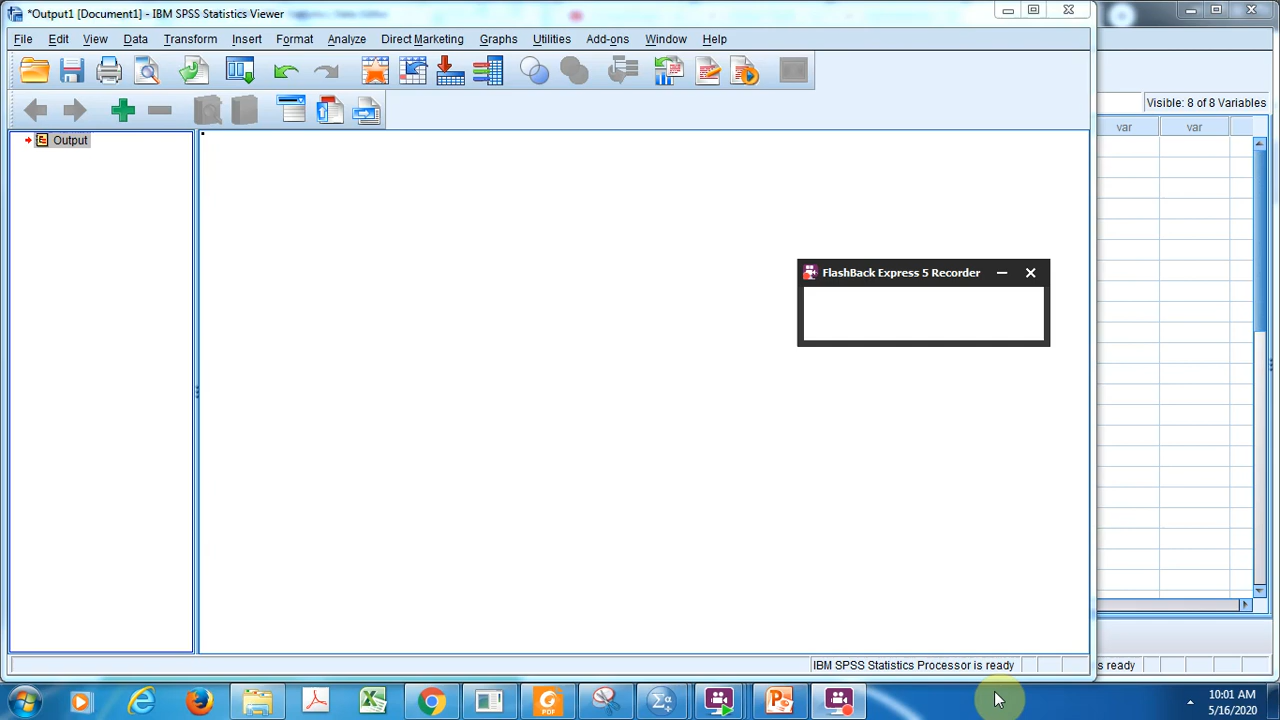 *Output1 [Document1] - IBM SPSS Statistics Viewer
File Edit View Data Transform Insert Format Analyze Direct Marketing Graphs Utilities Add-ons Window Help
Visible: 8 of 8 Variables
var var
Output
FlashBack Express 5 Recorder
IBM SPSS Statistics Processor is ready
is ready
PDF
10:01 AM
5/16/2020